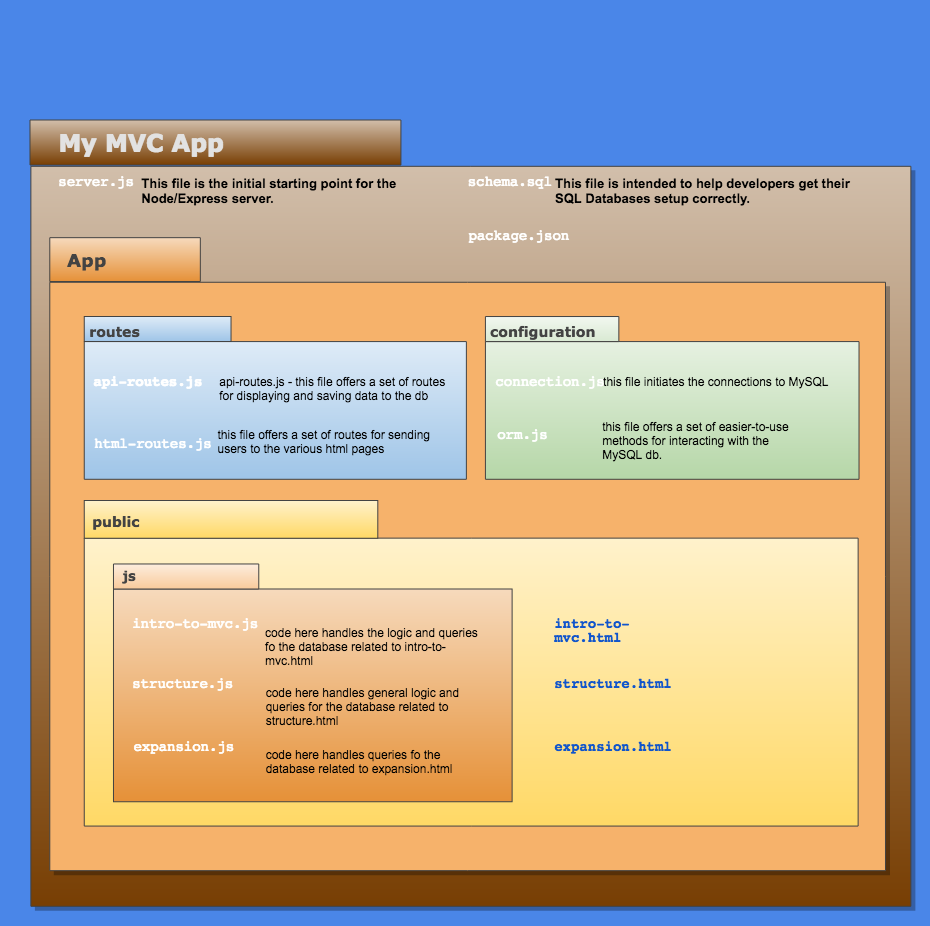 My MVC App
server.js This file is the initial starting point for the
Node/Express server.
schema.sql This file is intended to help developers get their
SQL Databases setup correctly.
package.json
App
routes
api-routes.js api-routes.js - this file offers a set of routes
for displaying and saving data to the db
html-routes.js this file offers a set of routes for sending
users to the various html pages
configuration
connection.js this file initiates the connections to MySQL
orm.js this file offers a set of easier-to-use
methods for interacting with the
MySQL db.
public
js
intro-to-mvc.js code here handles the logic and queries
fo the database related to intro-to-
mvc.html
structure.js code here handles general logic and
queries for the database related to
structure.html
expansion.js code here handles queries fo the
database related to expansion.html
intro-to-
mvc.html
structure.html
expansion.html